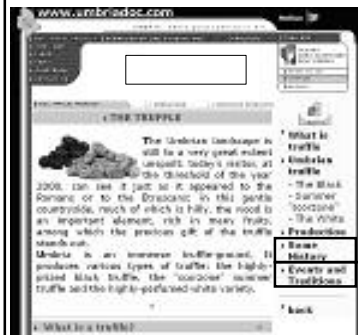 www.umbriadoc.com
• THE TRUFFLE
The Umbrian landscape is
still to a very great extent
unspoilt: today's visitor, at
the threshold of the year
2000, can see it just as it appeared to the
Romans or to the Etruscans: in this gentle
countryside, much of which is hilly, the wood is
an important element, rich in many fruits,
among which the precious gift of the truffle
stands out.
Umbria is an immense truffle-ground. It
produces various types of truffle: the highly-
prized black truffle, the "scorzone" summer
truffle and the highly-perfumed white variety.
• What is a truffle?
What is
truffle
Umbrian
truffle
- The Black
- Summer
"scorzone"
- The White
Production
Some
History
Events and
Traditions
back